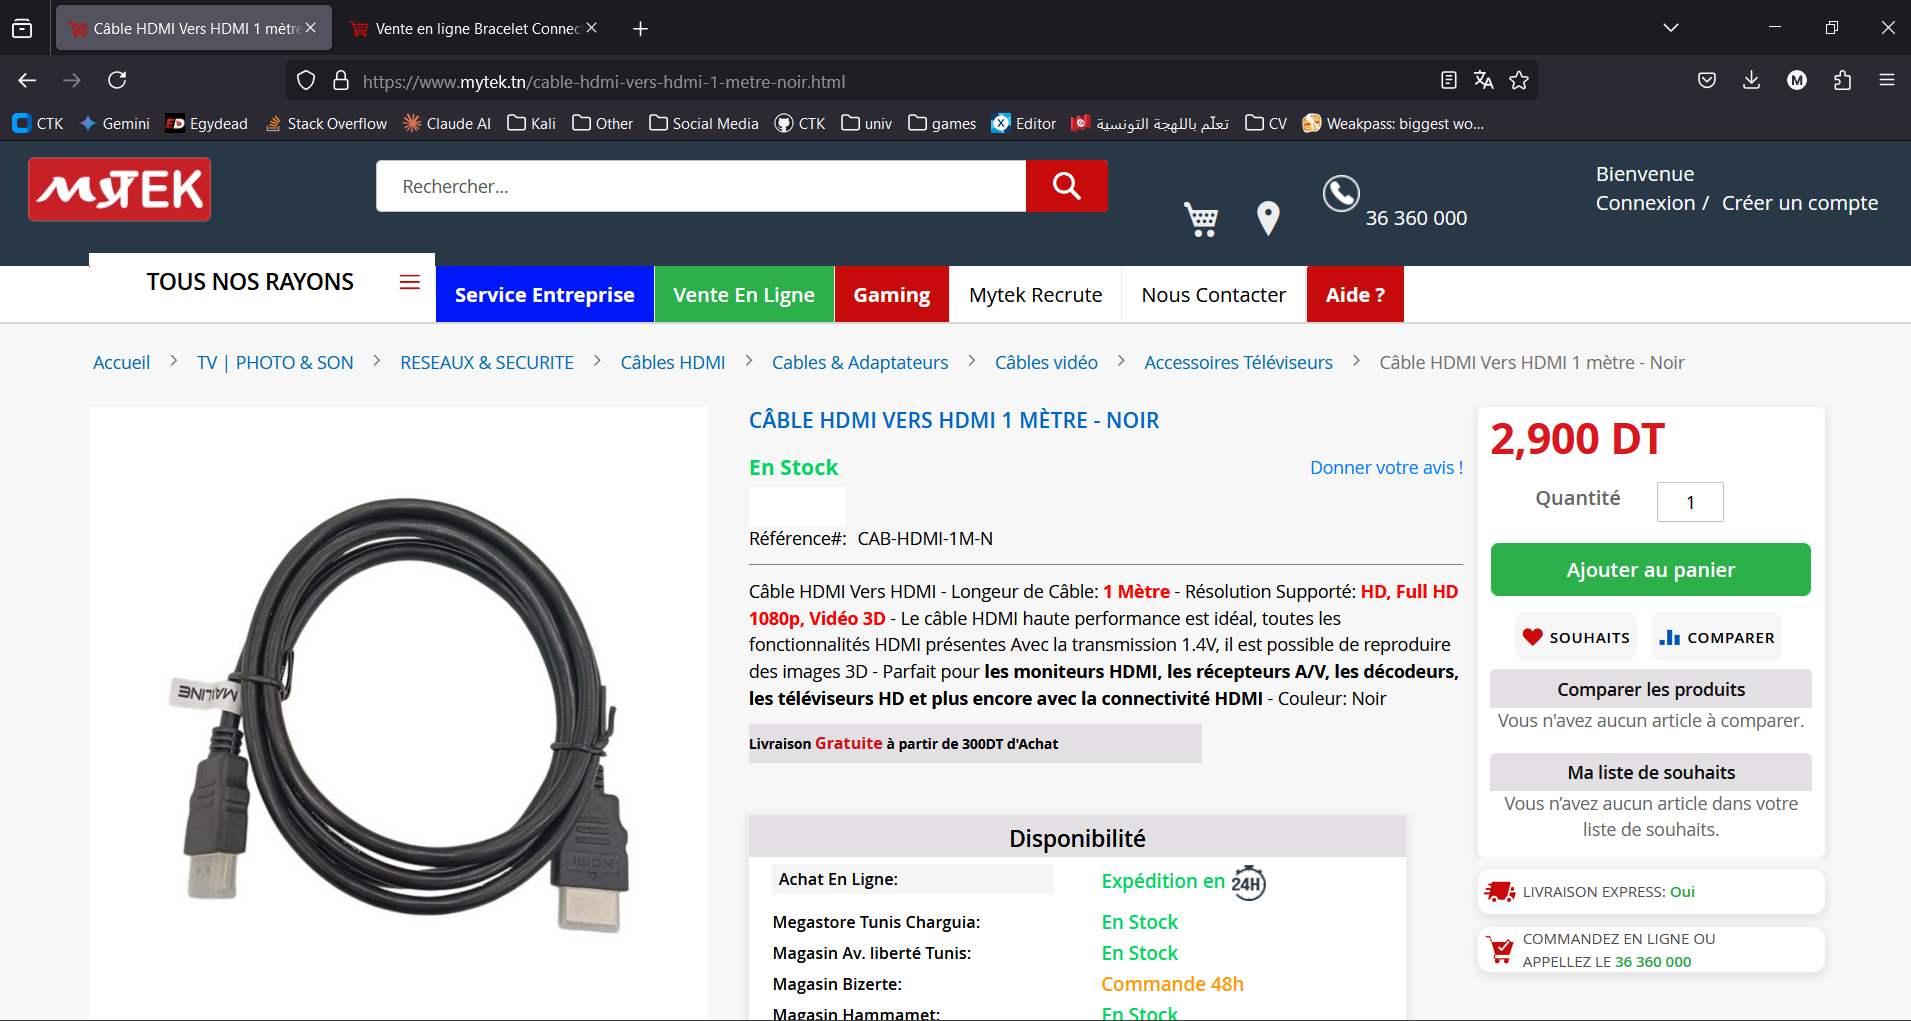 Câble HDMI Vers HDMI 1 mètre
Vente en ligne Bracelet Connec
https://www.mytek.tn/cable-hdmi-vers-hdmi-1-metre-noir.html
M
CTK
Gemini
Egydead
Stack Overflow
Claude AI
Kali
Other
Social Media
CTK
univ
games
Editor
تعلّم باللهجة التونسية
CV
Weakpass: biggest wo...
MYTEK
Rechercher...
36 360 000
Bienvenue
Connexion / Créer un compte
TOUS NOS RAYONS
Service Entreprise
Vente En Ligne
Gaming
Mytek Recrute
Nous Contacter
Aide ?
Accueil > TV | PHOTO & SON > RESEAUX & SECURITE > Câbles HDMI > Cables & Adaptateurs > Câbles vidéo > Accessoires Téléviseurs > Câble HDMI Vers HDMI 1 mètre - Noir
MAILINE
HDMI
CÂBLE HDMI VERS HDMI 1 MÈTRE - NOIR
En Stock
Donner votre avis !
Référence#: CAB-HDMI-1M-N
Câble HDMI Vers HDMI - Longeur de Câble: 1 Mètre - Résolution Supporté: HD, Full HD
1080p, Vidéo 3D - Le câble HDMI haute performance est idéal, toutes les
fonctionnalités HDMI présentes Avec la transmission 1.4V, il est possible de reproduire
des images 3D - Parfait pour les moniteurs HDMI, les récepteurs A/V, les décodeurs,
les téléviseurs HD et plus encore avec la connectivité HDMI - Couleur: Noir
Livraison Gratuite à partir de 300DT d'Achat
Disponibilité
Achat En Ligne: Expédition en 24H
Megastore Tunis Charguia: En Stock
Magasin Av. liberté Tunis: En Stock
Magasin Bizerte: Commande 48h
Magasin Hammamet: En Stock
2,900 DT
Quantité 1
Ajouter au panier
SOUHAITS
COMPARER
Comparer les produits
Vous n'avez aucun article à comparer.
Ma liste de souhaits
Vous n’avez aucun article dans votre
liste de souhaits.
LIVRAISON EXPRESS: Oui
COMMANDEZ EN LIGNE OU
APPELLEZ LE 36 360 000